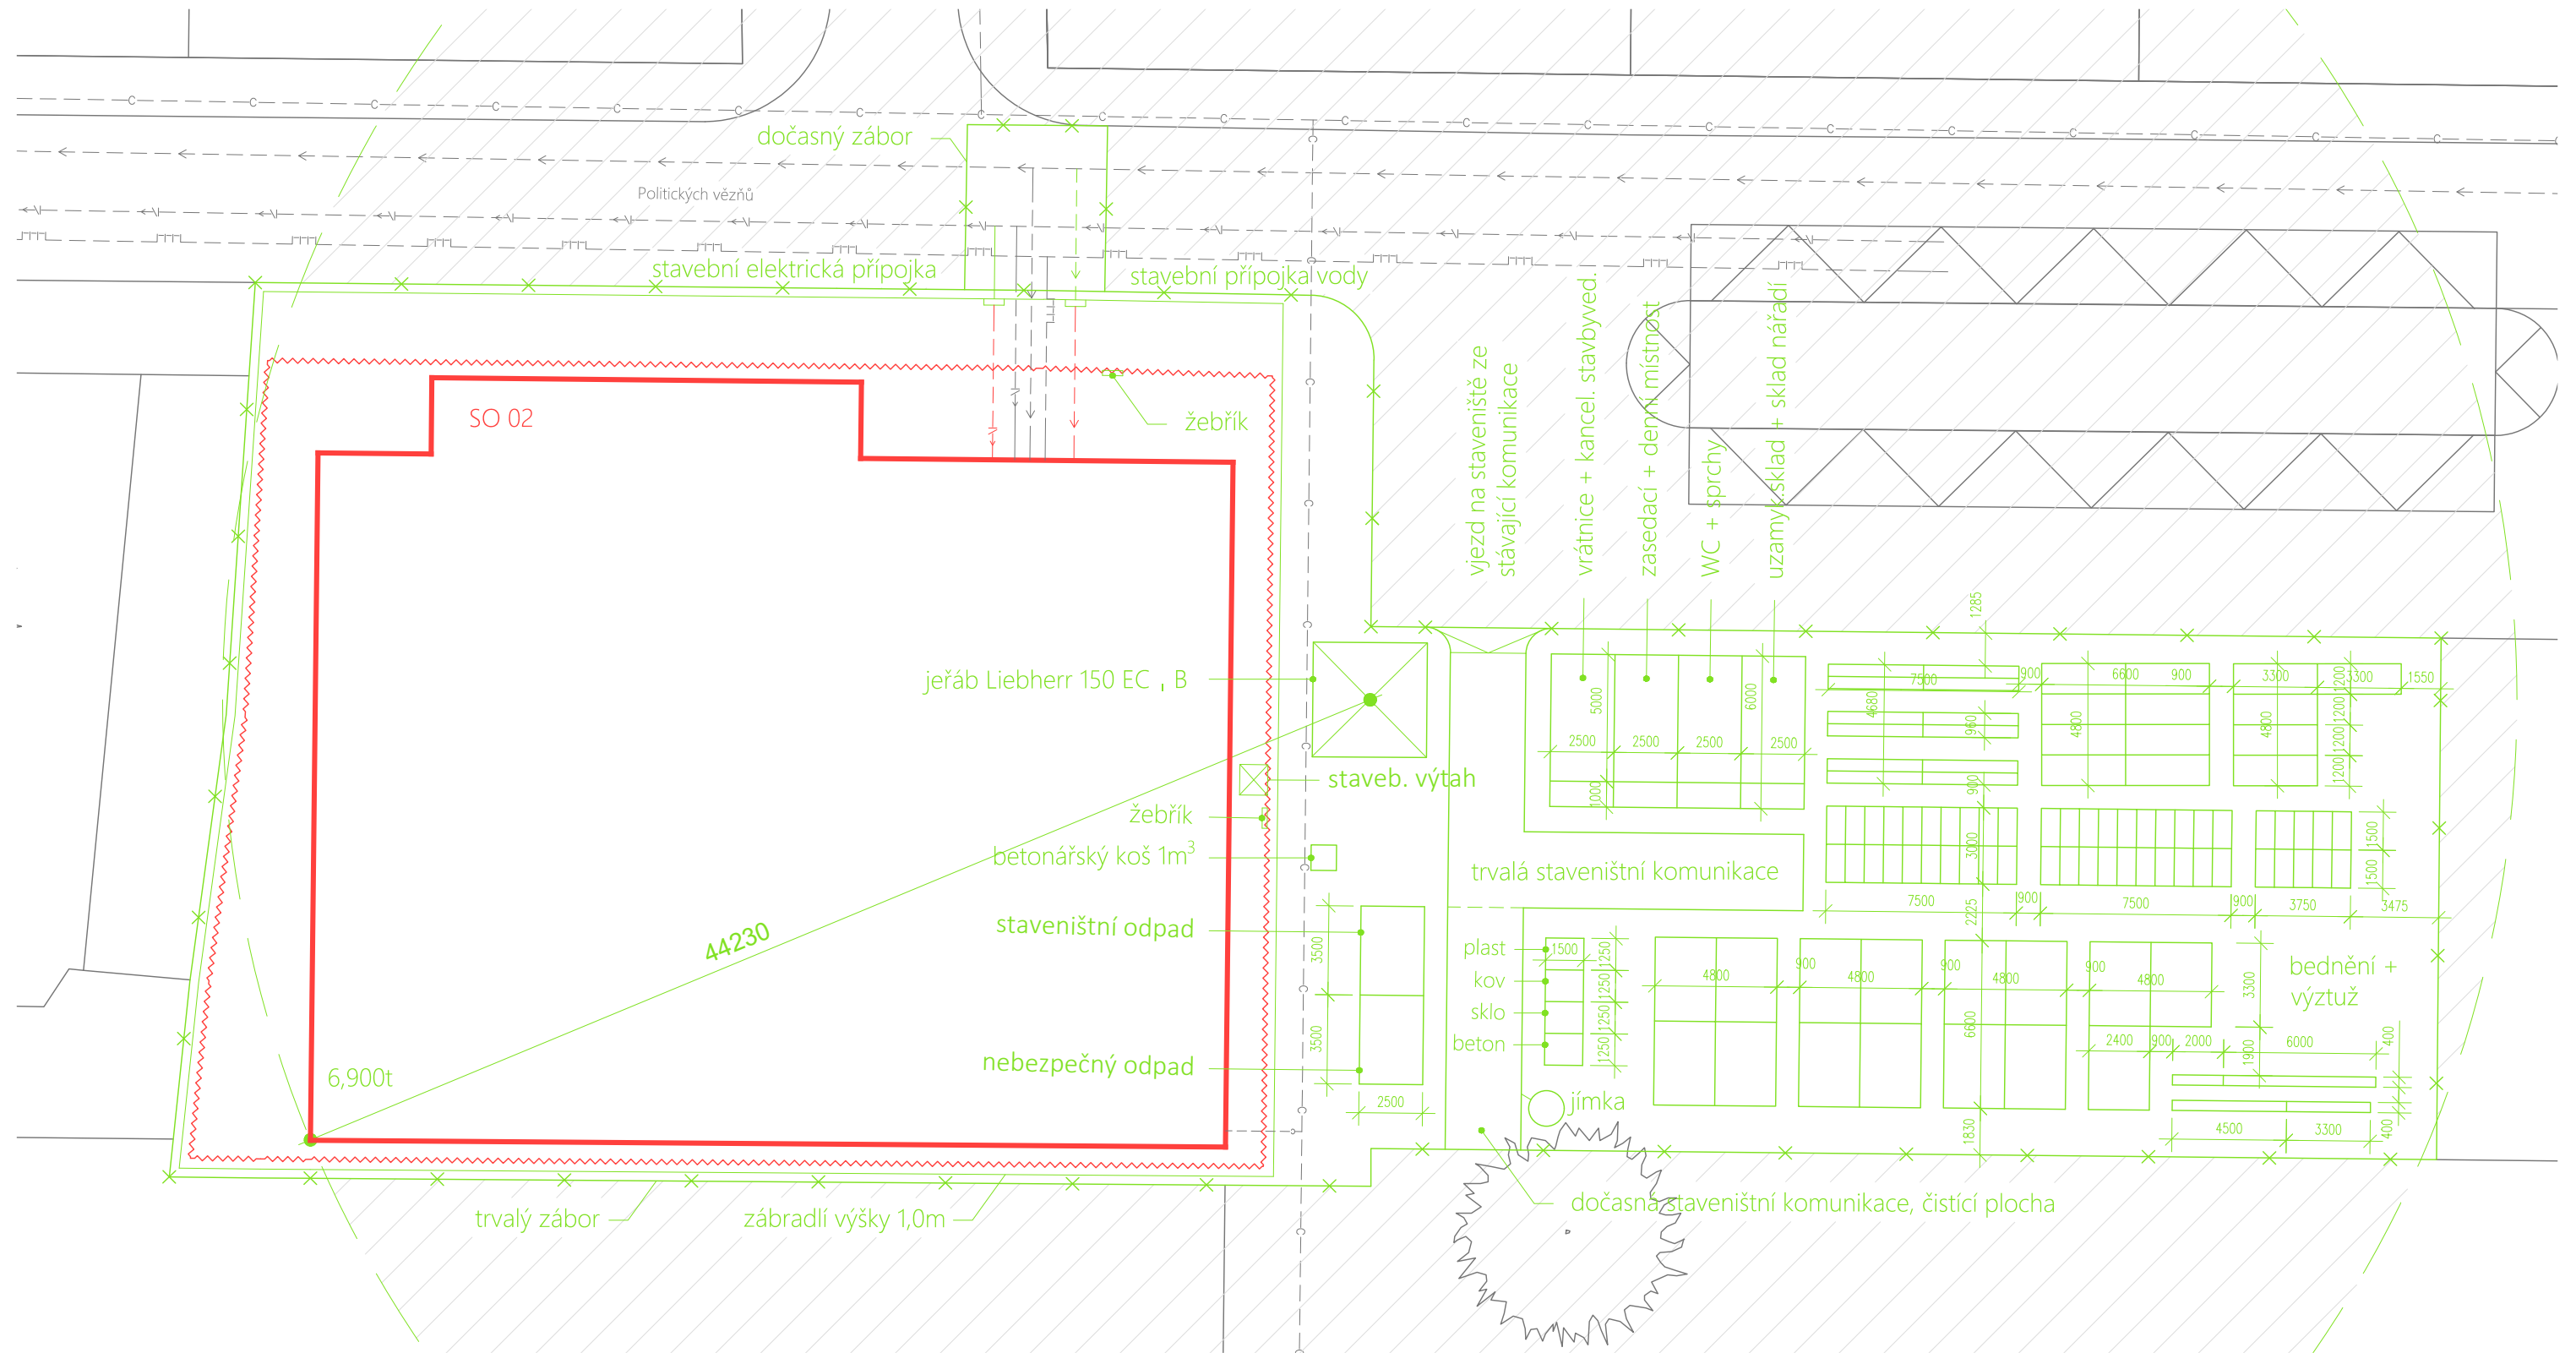 dočasný zábor
Politických vězňů
stavební elektrická přípojka
stavební přípojka vody
SO 02
žebřík
vjezd na staveniště ze
stávající komunikace
vrátnice + kancel. stavbyved.
zasedací + denní místnost
WC + sprchy
uzamyk.sklad + sklad nářadí
1285
jeřáb Liebherr 150 EC , B
staveb. výtah
žebřík
betonářský koš 1m³
staveništní odpad
nebezpečný odpad
44230
6,900t
trvalý zábor
zábradlí výšky 1,0m
3500
3500
2500
5000
6000
2500
2500
2500
2500
1000
7500
900
4680
960
900
6600
900
4800
3300
3300
1550
4800
1200
1200
1200
1200
trvalá staveništní komunikace
3000
1500
1500
7500
900
7500
900
3750
3475
2225
plast
kov
sklo
beton
1500
1250
1250
1250
1250
jímka
4800
900
4800
900
4800
900
4800
6600
3300
bednění +
výztuž
2400
900
2000
6000
1900
400
400
4500
3300
1830
dočasná staveništní komunikace, čistící plocha